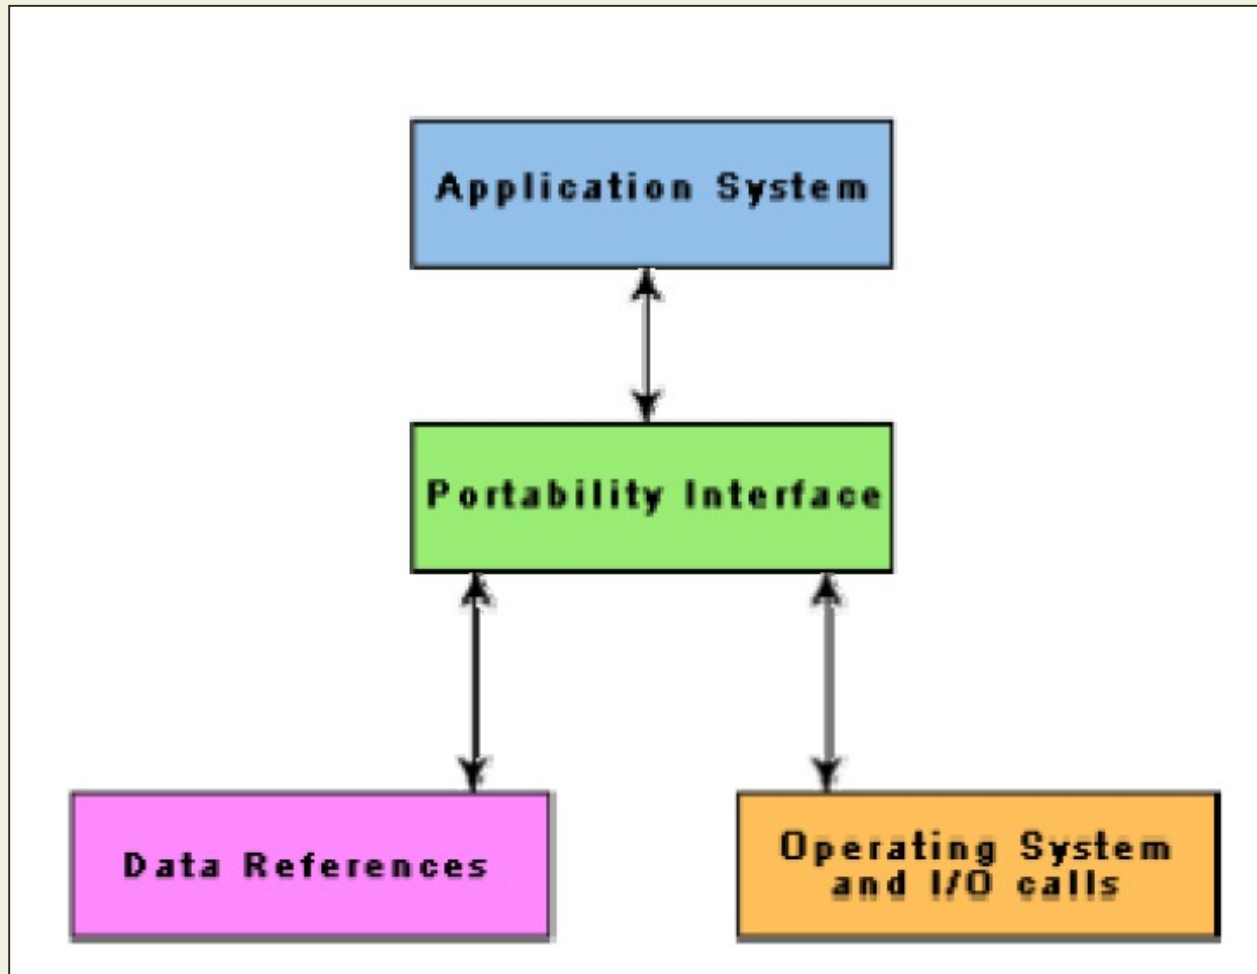 Application System
Portability Interface
Data References
Operating System
and I/O calls